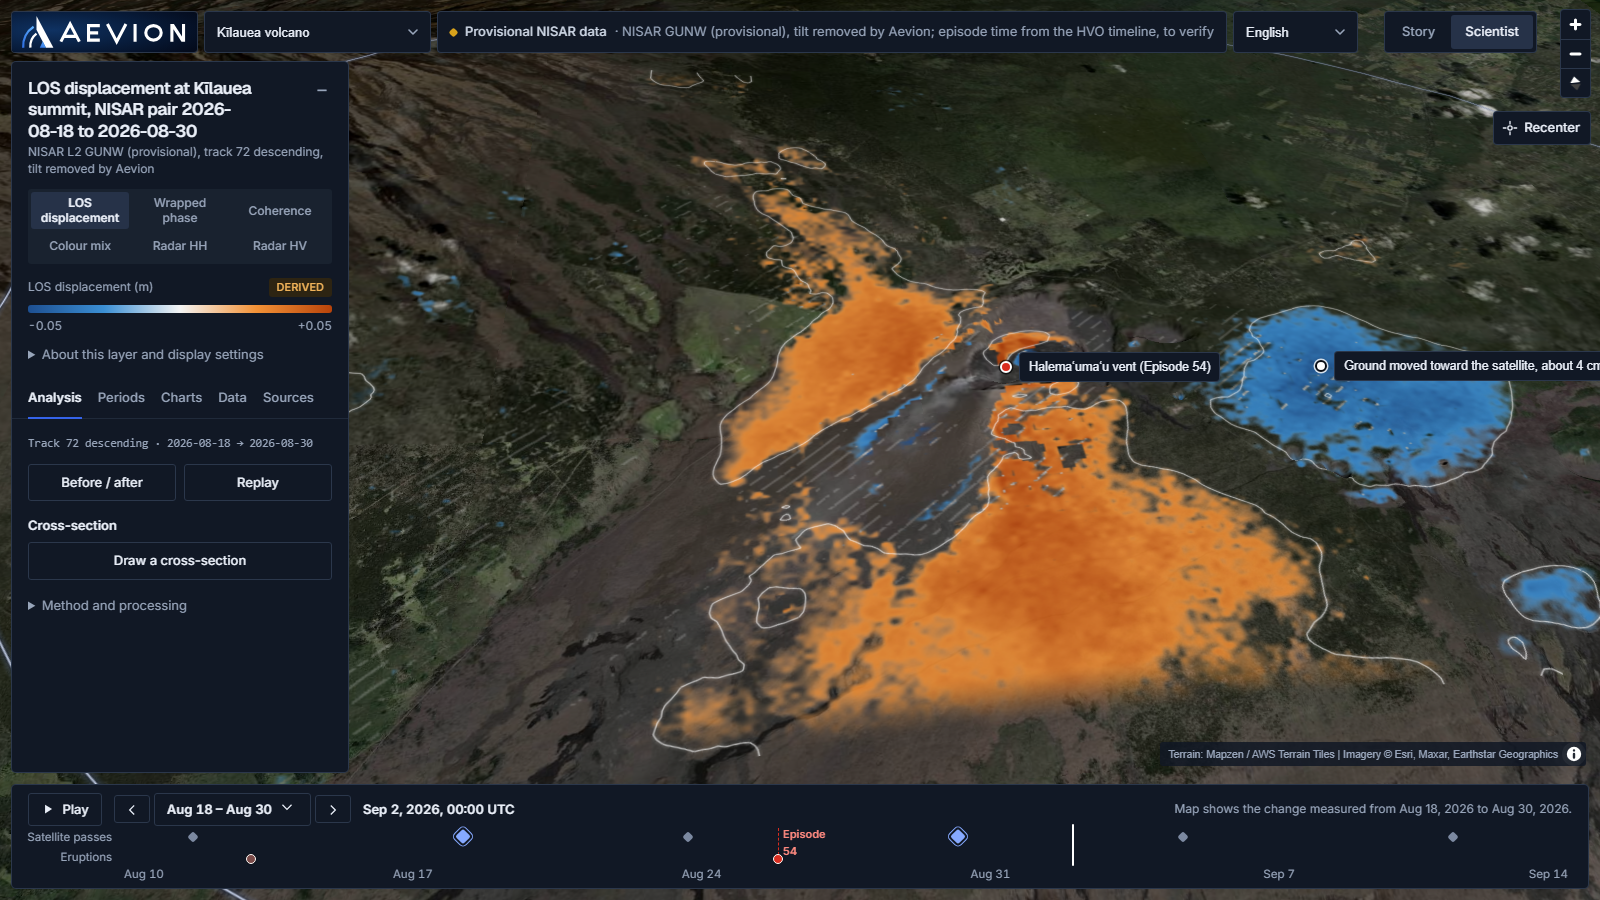 AEVION
Kīlauea volcano
Provisional NISAR data · NISAR GUNW (provisional), tilt removed by Aevion; episode time from the HVO timeline, to verify
English
Story
Scientist
LOS displacement at Kīlauea
summit, NISAR pair 2026-
08-18 to 2026-08-30
NISAR L2 GUNW (provisional), track 72 descending,
tilt removed by Aevion
LOS
displacement
Wrapped
phase
Coherence
Colour mix
Radar HH
Radar HV
LOS displacement (m)
DERIVED
-0.05
+0.05
About this layer and display settings
Analysis
Periods
Charts
Data
Sources
Track 72 descending · 2026-08-18 → 2026-08-30
Before / after
Replay
Cross-section
Draw a cross-section
Method and processing
Recenter
Halemaʻumaʻu vent (Episode 54)
Ground moved toward the satellite, about 4 cm
Terrain: Mapzen / AWS Terrain Tiles | Imagery © Esri, Maxar, Earthstar Geographics
Play
Aug 18 – Aug 30
Sep 2, 2026, 00:00 UTC
Map shows the change measured from Aug 18, 2026 to Aug 30, 2026.
Satellite passes
Eruptions
Episode
54
Aug 10
Aug 17
Aug 24
Aug 31
Sep 7
Sep 14